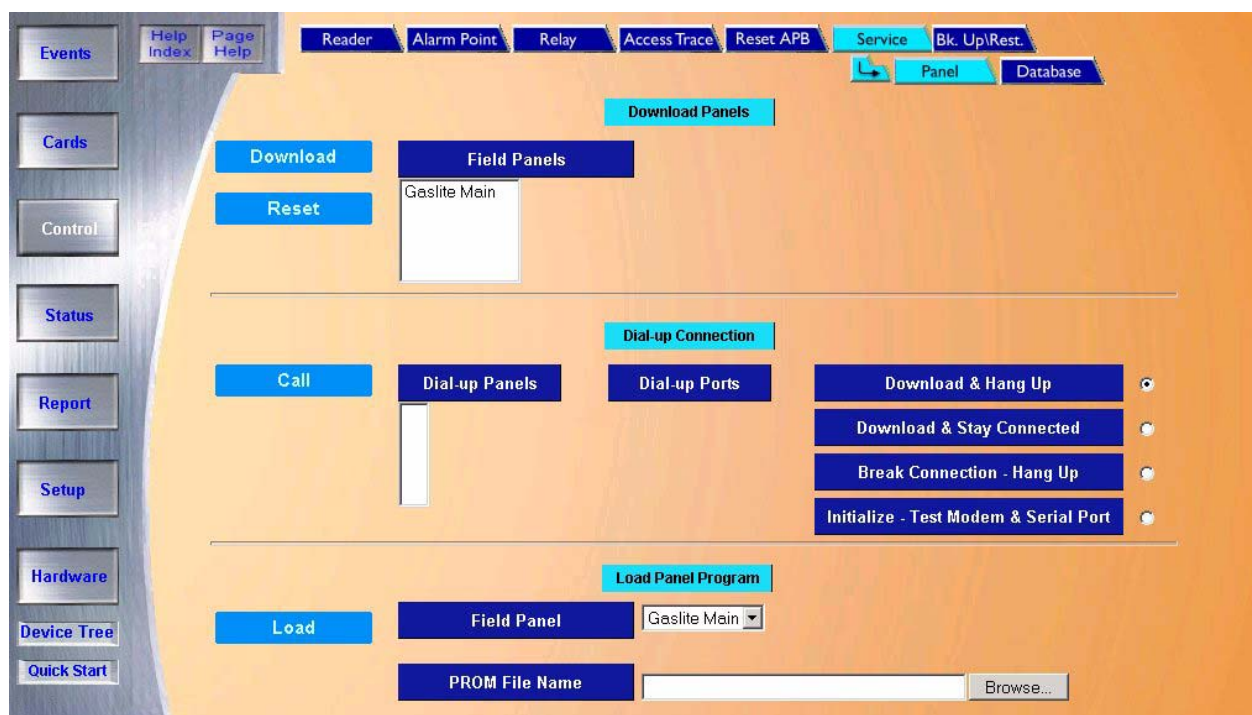 Help Index Page Help
Reader Alarm Point Relay Access Trace Reset APB Service Bk. Up\Rest.
Panel Database
Events
Cards
Control
Status
Report
Setup
Hardware
Device Tree
Quick Start
Download Panels
Download Field Panels
Reset Gaslite Main
Dial-up Connection
Call Dial-up Panels Dial-up Ports Download & Hang Up
Download & Stay Connected
Break Connection - Hang Up
Initialize - Test Modem & Serial Port
Load Panel Program
Load Field Panel Gaslite Main
PROM File Name Browse...